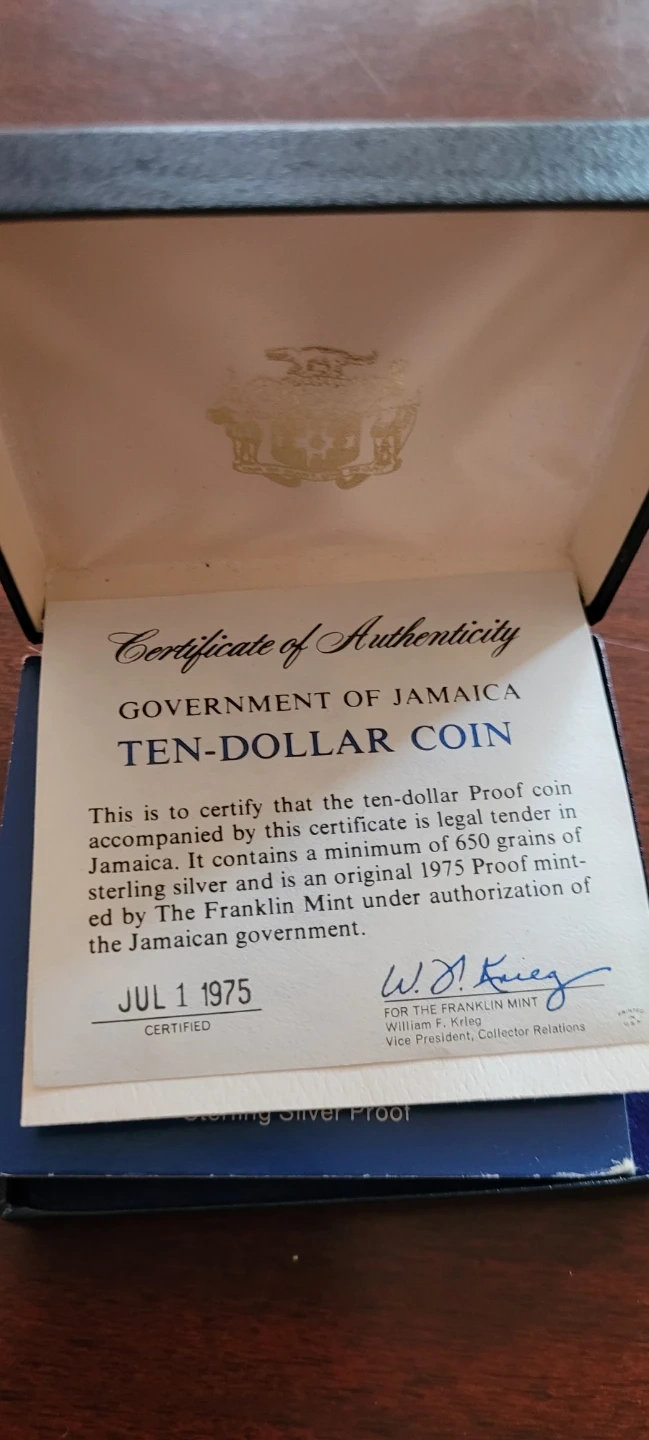 Certificate of Authenticity
GOVERNMENT OF JAMAICA
TEN-DOLLAR COIN
This is to certify that the ten-dollar Proof coin
accompanied by this certificate is legal tender in
Jamaica. It contains a minimum of 650 grains of
sterling silver and is an original 1975 Proof mint-
ed by The Franklin Mint under authorization of
the Jamaican government.
JUL 1 1975
CERTIFIED
W. F. Krieg
FOR THE FRANKLIN MINT
William F. Krieg
Vice President, Collector Relations
Sterling Silver Proof